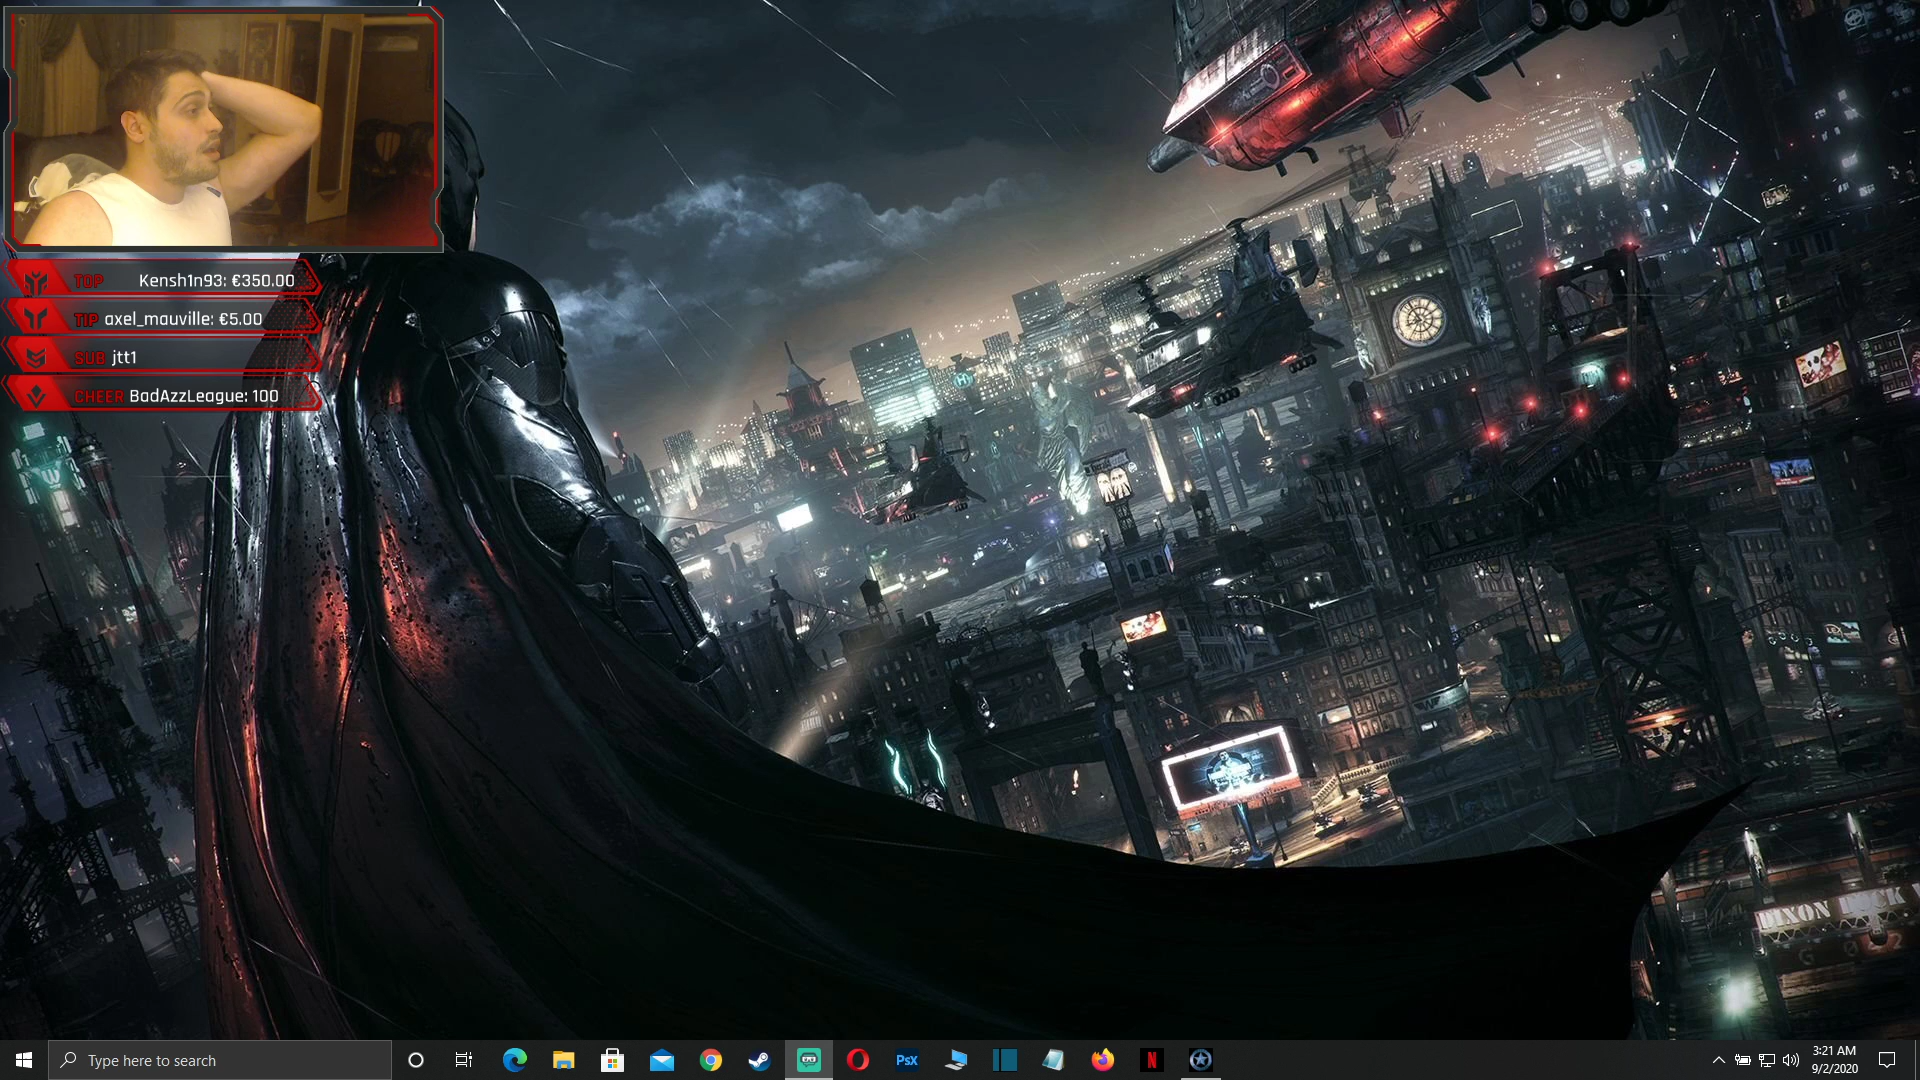 TOP Kensh1n93: €350.00
TIP axel_mauville: €5.00
SUB jtt1
CHEER BadAzzLeague: 100
DIXON DOCK
Type here to search
PsX
N
3:21 AM
9/2/2020